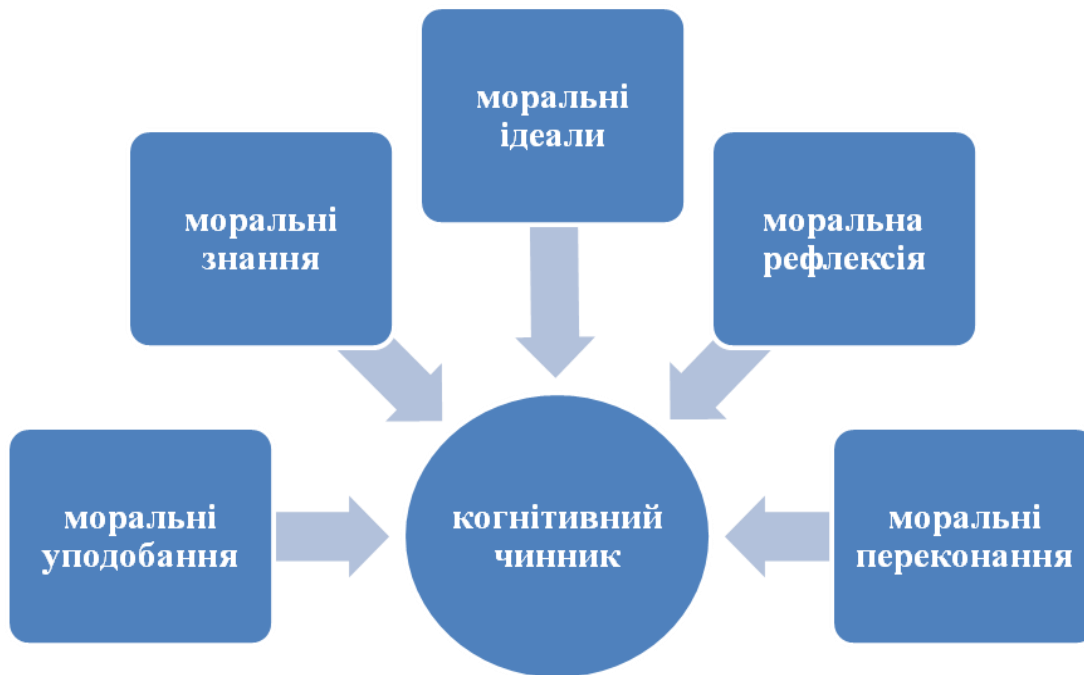 моральні
ідеали
моральні
знання
моральна
рефлексія
моральні
уподобання
когнітивний
чинник
моральні
переконання